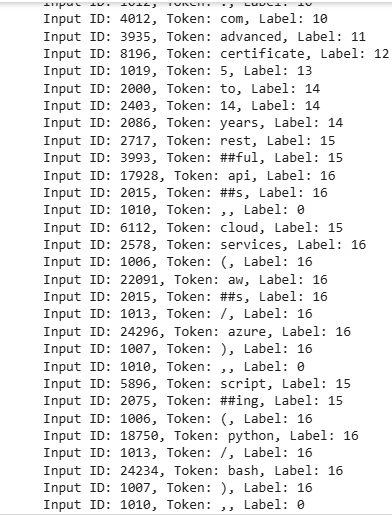 Input ID: 1012, Token: ., Label: 10
Input ID: 4012, Token: com, Label: 10
Input ID: 3935, Token: advanced, Label: 11
Input ID: 8196, Token: certificate, Label: 12
Input ID: 1019, Token: 5, Label: 13
Input ID: 2000, Token: to, Label: 14
Input ID: 2403, Token: 14, Label: 14
Input ID: 2086, Token: years, Label: 14
Input ID: 2717, Token: rest, Label: 15
Input ID: 3993, Token: ##ful, Label: 15
Input ID: 17928, Token: api, Label: 16
Input ID: 2015, Token: ##s, Label: 16
Input ID: 1010, Token: ,, Label: 0
Input ID: 6112, Token: cloud, Label: 15
Input ID: 2578, Token: services, Label: 16
Input ID: 1006, Token: (, Label: 16
Input ID: 22091, Token: aw, Label: 16
Input ID: 2015, Token: ##s, Label: 16
Input ID: 1013, Token: /, Label: 16
Input ID: 24296, Token: azure, Label: 16
Input ID: 1007, Token: ), Label: 16
Input ID: 1010, Token: ,, Label: 0
Input ID: 5896, Token: script, Label: 15
Input ID: 2075, Token: ##ing, Label: 15
Input ID: 1006, Token: (, Label: 16
Input ID: 18750, Token: python, Label: 16
Input ID: 1013, Token: /, Label: 16
Input ID: 24234, Token: bash, Label: 16
Input ID: 1007, Token: ), Label: 16
Input ID: 1010, Token: ,, Label: 0